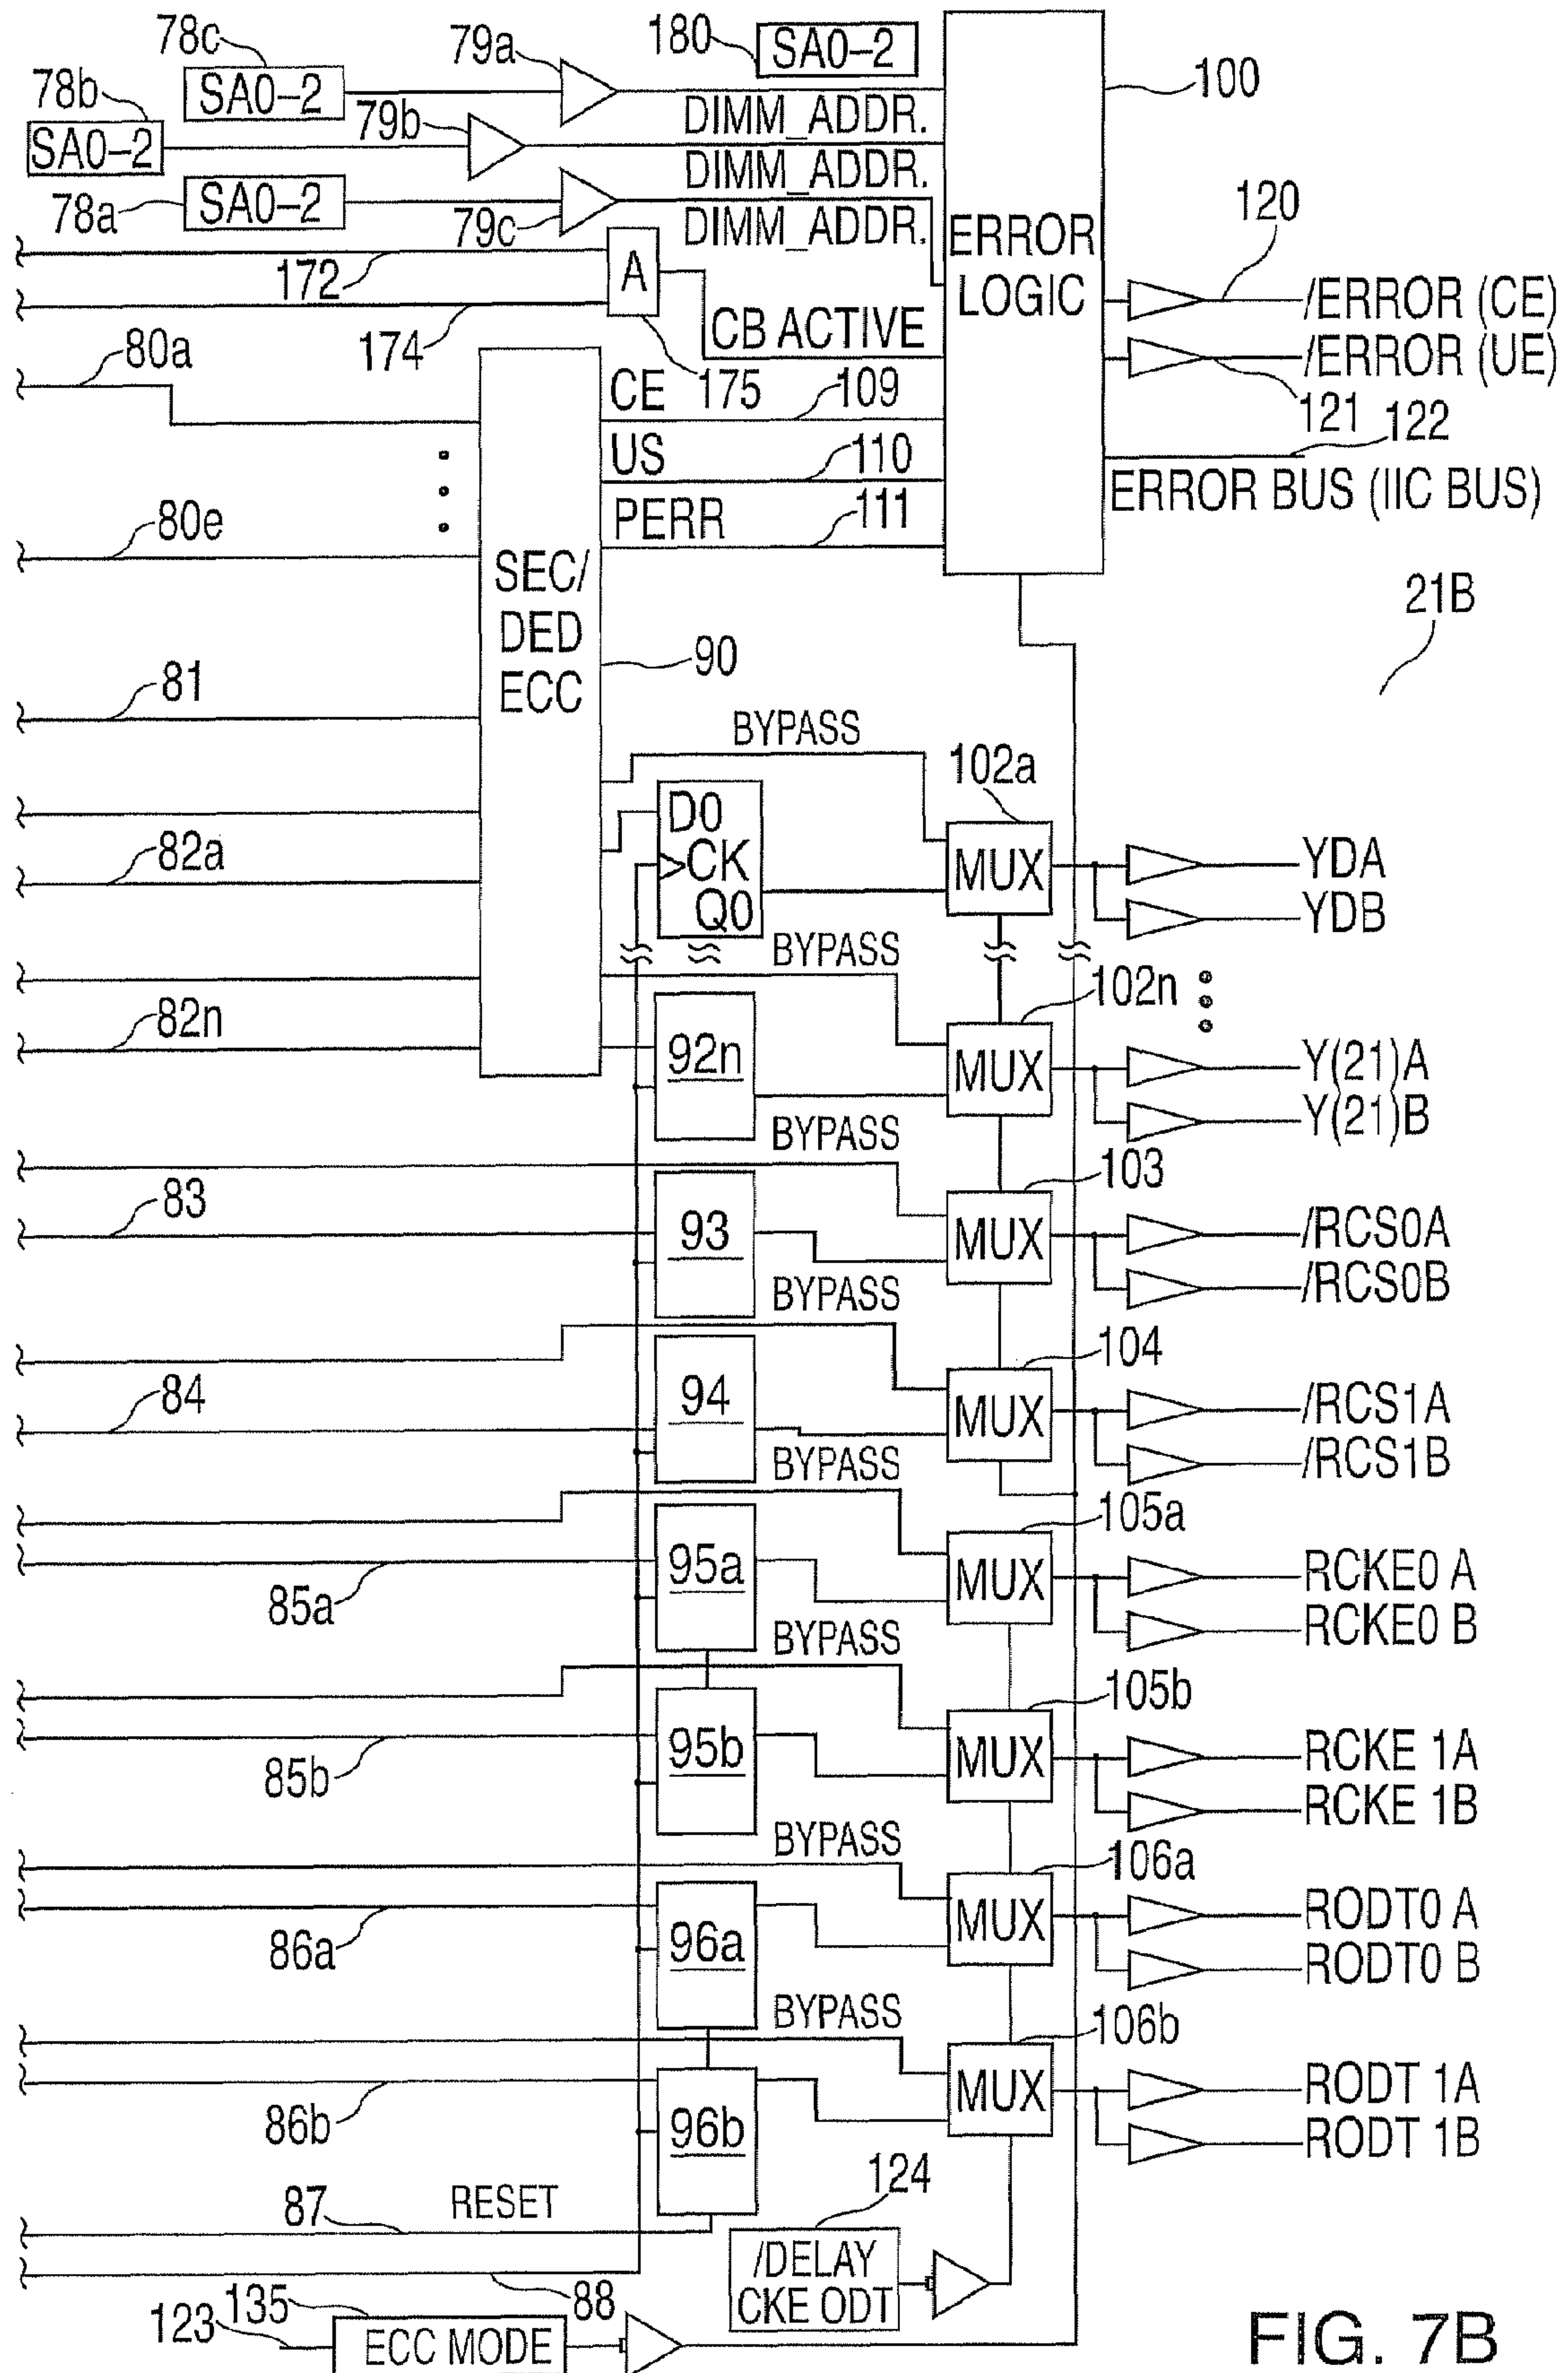 78c
79a
180
SA0–2
100
78b
SA0–2
79b
DIMM_ADDR.
SA0–2
DIMM_ADDR.
78a
SA0–2
79c
DIMM_ADDR.
ERROR
LOGIC
120
172
A
/ERROR (CE)
174
CB ACTIVE
/ERROR (UE)
80a
CE
175
109
121
122
US
110
ERROR BUS (IIC BUS)
80e
PERR
111
SEC/
DED
ECC
21B
90
81
BYPASS
102a
D0
CK
Q0
MUX
YDA
YDB
82a
BYPASS
102n
82n
92n
MUX
Y(21)A
Y(21)B
BYPASS
103
83
93
MUX
/RCS0A
/RCS0B
BYPASS
104
84
94
MUX
/RCS1A
/RCS1B
BYPASS
105a
85a
95a
MUX
RCKE0 A
RCKE0 B
BYPASS
105b
85b
95b
MUX
RCKE 1A
RCKE 1B
BYPASS
106a
86a
96a
MUX
RODT0 A
RODT0 B
BYPASS
106b
86b
96b
MUX
RODT 1A
RODT 1B
87
RESET
124
/DELAY
CKE ODT
88
135
123
ECC MODE
FIG. 7B